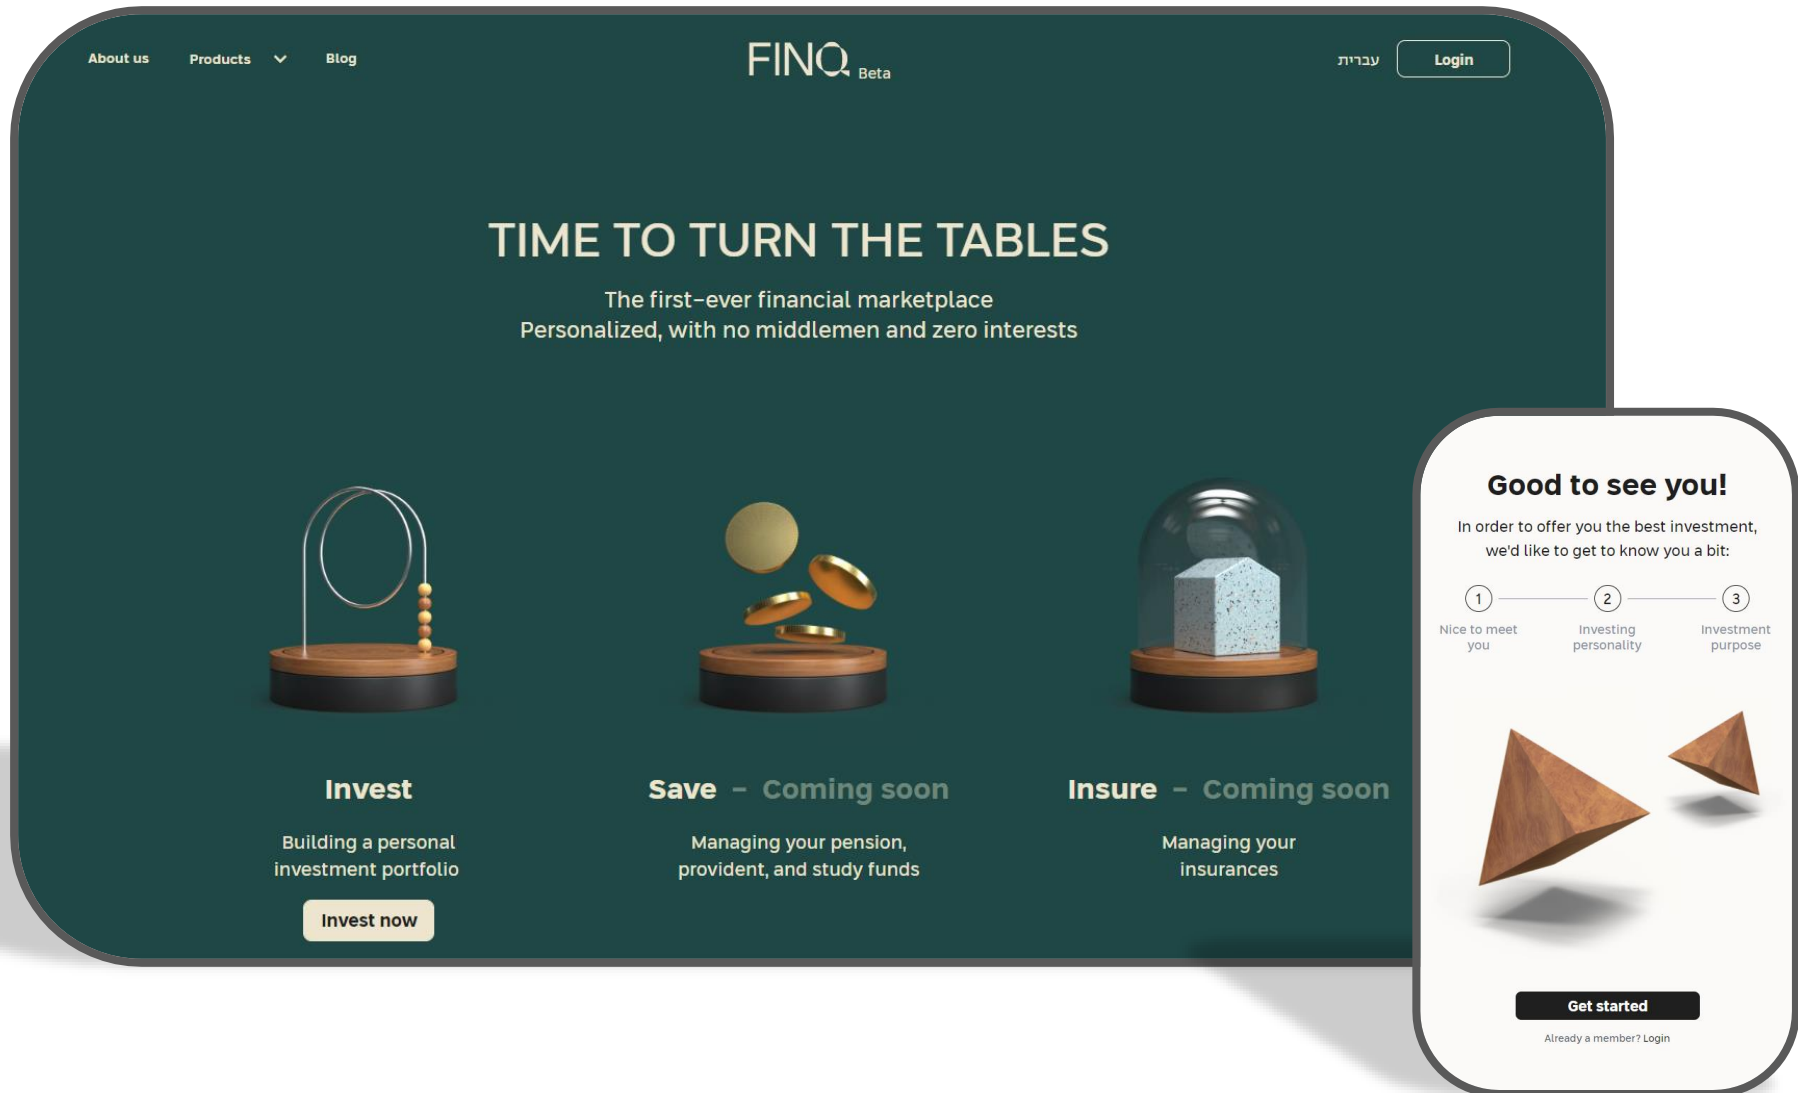 About us
Products
Blog
FINQ Beta
עברית
Login
TIME TO TURN THE TABLES
The first-ever financial marketplace
Personalized, with no middlemen and zero interests
Invest
Building a personal
investment portfolio
Invest now
Save - Coming soon
Managing your pension,
provident, and study funds
Insure - Coming soon
Managing your
insurances
Good to see you!
In order to offer you the best investment,
we'd like to get to know you a bit:
1
Nice to meet
you
2
Investing
personality
3
Investment
purpose
Get started
Already a member? Login